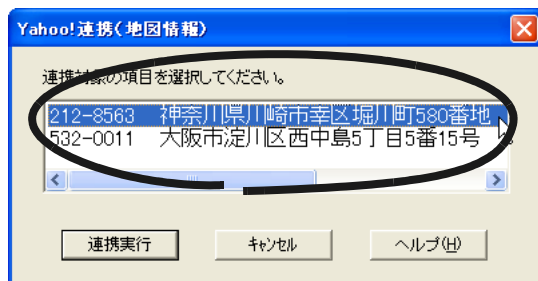 Yahoo!連携(地図情報)
連携対象の項目を選択してください。
212-8563 神奈川県川崎市幸区堀川町580番地
532-0011 大阪市淀川区西中島5丁目5番15号
連携実行 キャンセル ヘルプ(H)